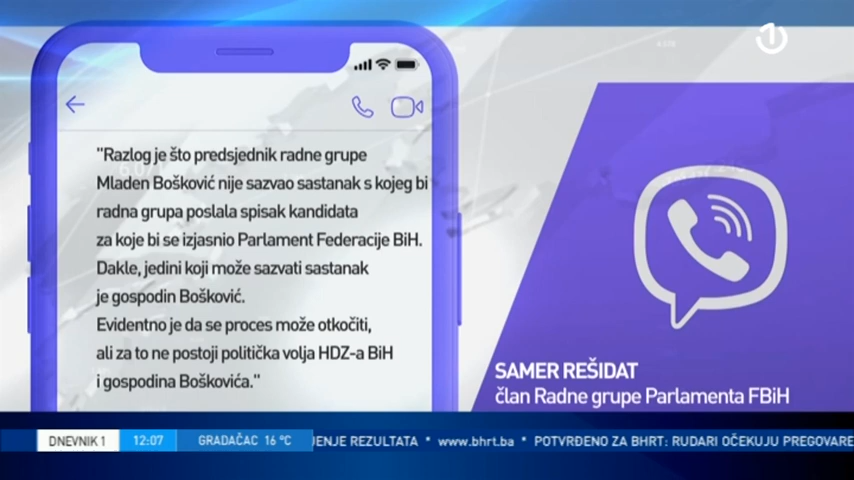 "Razlog je što predsjednik radne grupe
Mladen Bošković nije sazvao sastanak s kojeg bi
radna grupa poslala spisak kandidata
za koje bi se izjasnio Parlament Federacije BiH.
Dakle, jedini koji može sazvati sastanak
je gospodin Bošković.
Evidentno je da se proces može otkočiti,
ali za to ne postoji politička volja HDZ-a BiH
i gospodina Boškovića."
SAMER REŠIDAT
član Radne grupe Parlamenta FBiH
DNEVNIK 1 12:07 GRADAČAC 16 °C JENJE REZULTATA * www.bhrt.ba * POTVRĐENO ZA BHRT: RUDARI OČEKUJU PREGOVARE